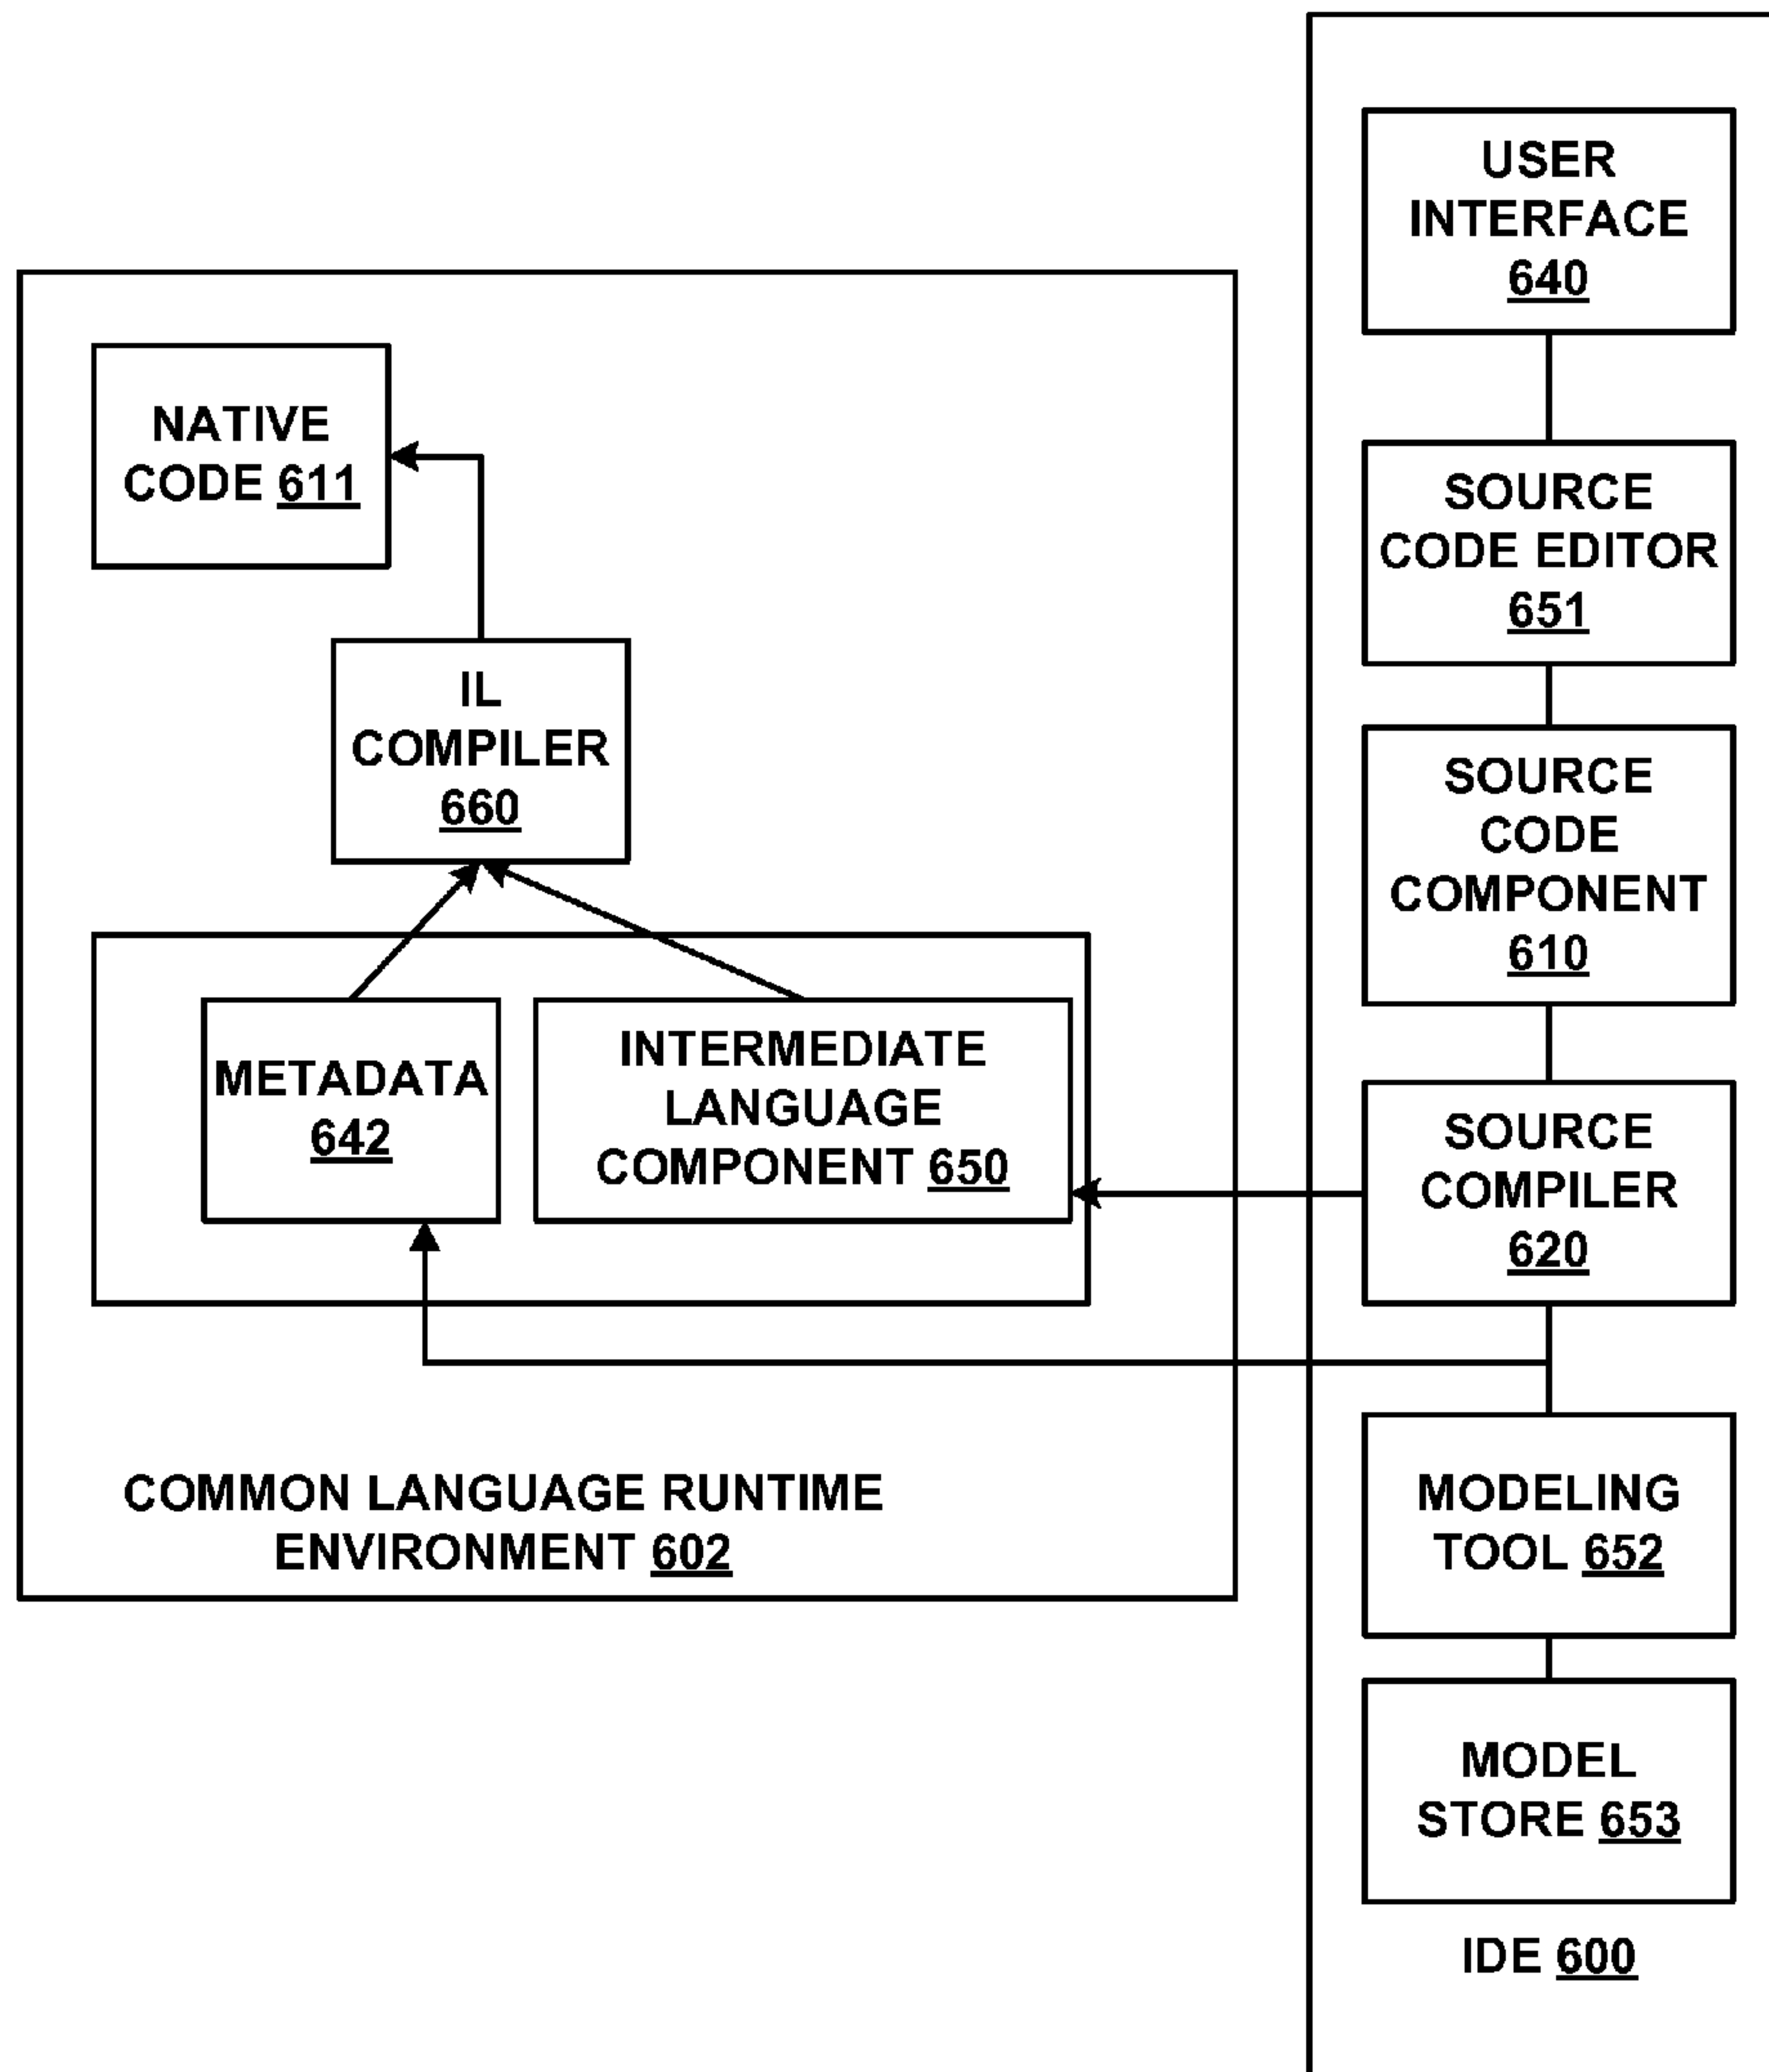 USER
INTERFACE
640
NATIVE
CODE 611
SOURCE
CODE EDITOR
651
IL
COMPILER
660
SOURCE
CODE
COMPONENT
610
METADATA
642
INTERMEDIATE
LANGUAGE
COMPONENT 650
SOURCE
COMPILER
620
COMMON LANGUAGE RUNTIME
ENVIRONMENT 602
MODELING
TOOL 652
MODEL
STORE 653
IDE 600